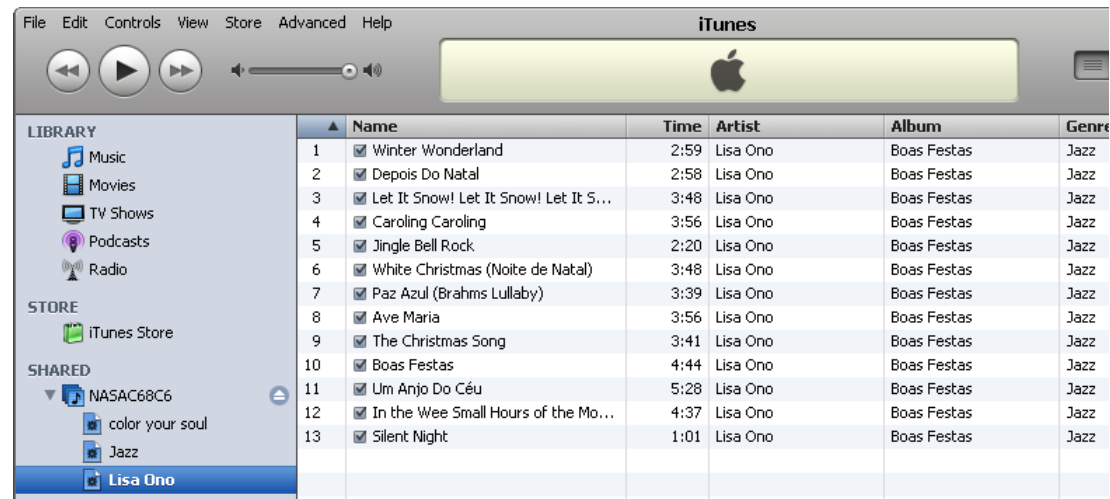 File Edit Controls View Store Advanced Help
iTunes
LIBRARY
Music
Movies
TV Shows
Podcasts
Radio
STORE
iTunes Store
SHARED
NASAC68C6
color your soul
Jazz
Lisa Ono
Name Time Artist Album Genre
1 Winter Wonderland 2:59 Lisa Ono Boas Festas Jazz
2 Depois Do Natal 2:58 Lisa Ono Boas Festas Jazz
3 Let It Snow! Let It Snow! Let It S... 3:48 Lisa Ono Boas Festas Jazz
4 Caroling Caroling 3:56 Lisa Ono Boas Festas Jazz
5 Jingle Bell Rock 2:20 Lisa Ono Boas Festas Jazz
6 White Christmas (Noite de Natal) 3:48 Lisa Ono Boas Festas Jazz
7 Paz Azul (Brahms Lullaby) 3:39 Lisa Ono Boas Festas Jazz
8 Ave Maria 3:56 Lisa Ono Boas Festas Jazz
9 The Christmas Song 3:41 Lisa Ono Boas Festas Jazz
10 Boas Festas 4:44 Lisa Ono Boas Festas Jazz
11 Um Anjo Do Céu 5:28 Lisa Ono Boas Festas Jazz
12 In the Wee Small Hours of the Mo... 4:37 Lisa Ono Boas Festas Jazz
13 Silent Night 1:01 Lisa Ono Boas Festas Jazz